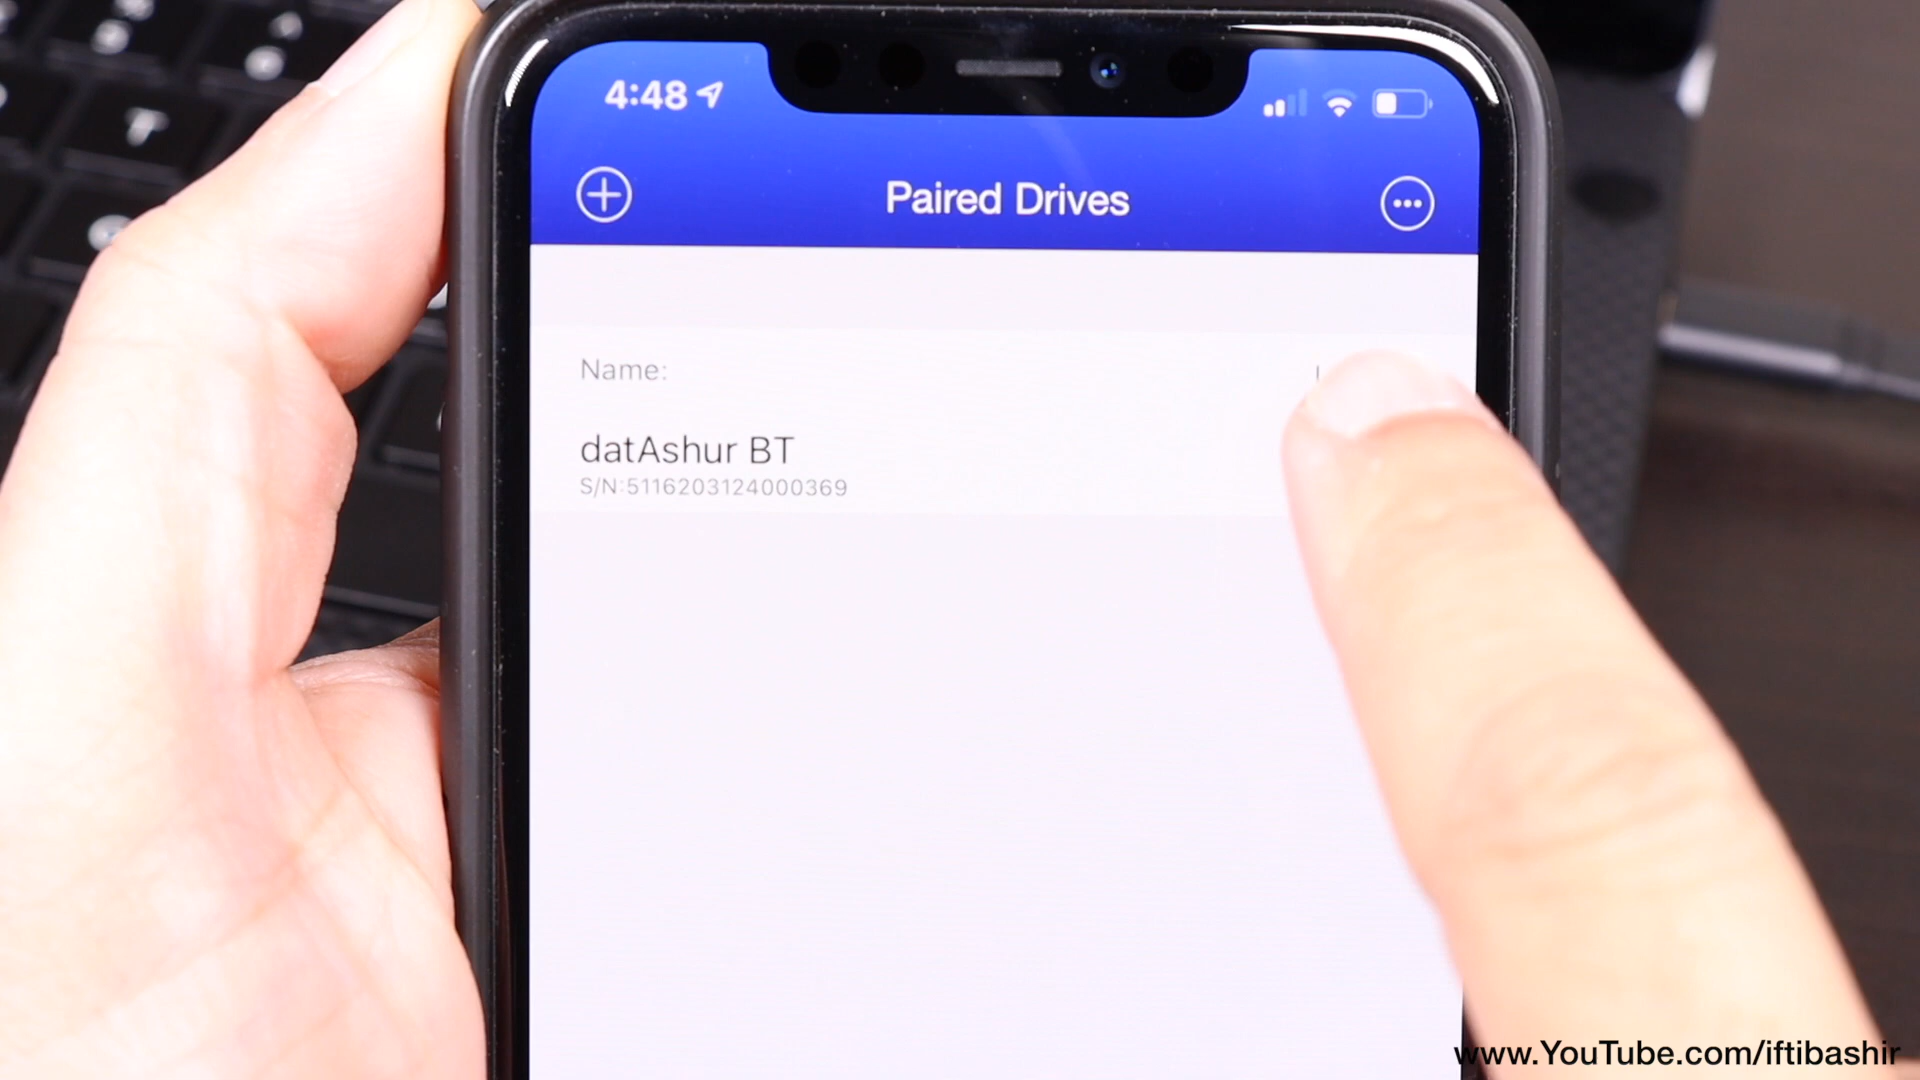 T
4:48
Paired Drives
Name:
datAshur BT
S/N:5116203124000369
www.YouTube.com/iftibashir